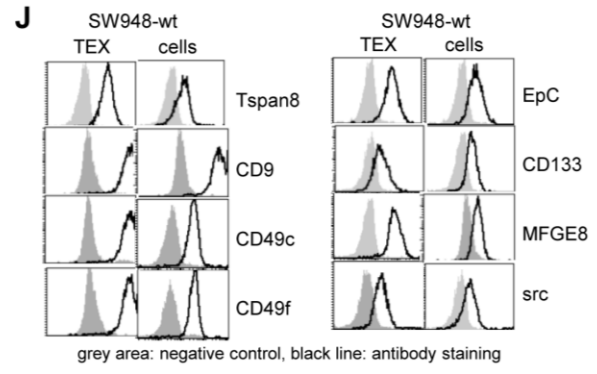 J
SW948-wt
TEX cells
Tspan8
CD9
CD49c
CD49f
SW948-wt
TEX cells
EpC
CD133
MFGE8
src
grey area: negative control, black line: antibody staining